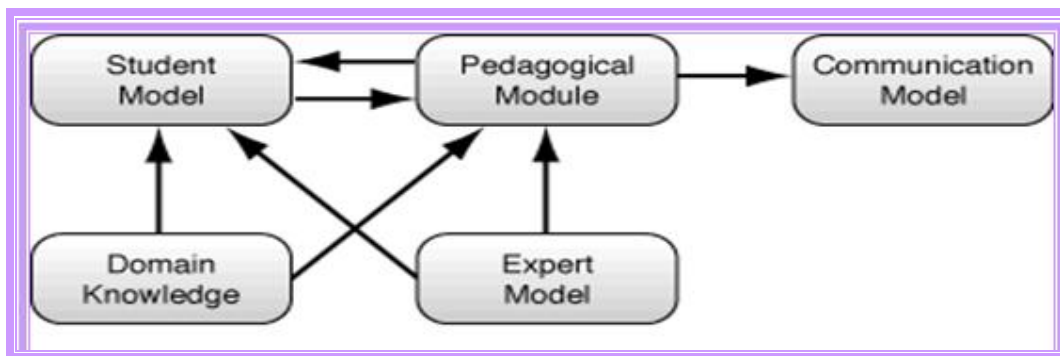 Student
Model
Pedagogical
Module
Communication
Model
Domain
Knowledge
Expert
Model